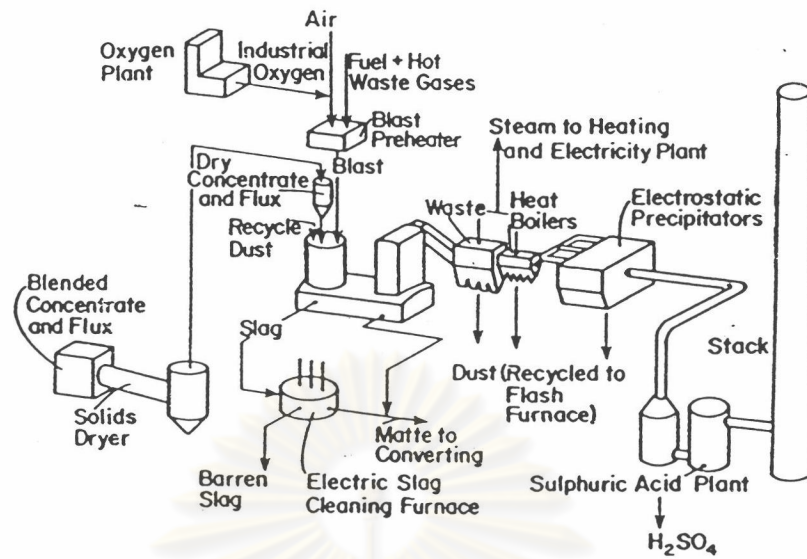 Air
Oxygen
Plant
Industrial
Oxygen
Fuel + Hot
Waste Gases
Blast
Preheater
Blast
Dry
Concentrate
and Flux
Recycle
Dust
Steam to Heating
and Electricity Plant
Waste
Heat
Boilers
Electrostatic
Precipitators
Blended
Concentrate
and Flux
Solids
Dryer
Slag
Dust (Recycled to
Flash
Furnace)
Stack
Matte to
Converting
Barren
Slag
Electric Slag
Cleaning Furnace
Sulphuric Acid Plant
H₂SO₄